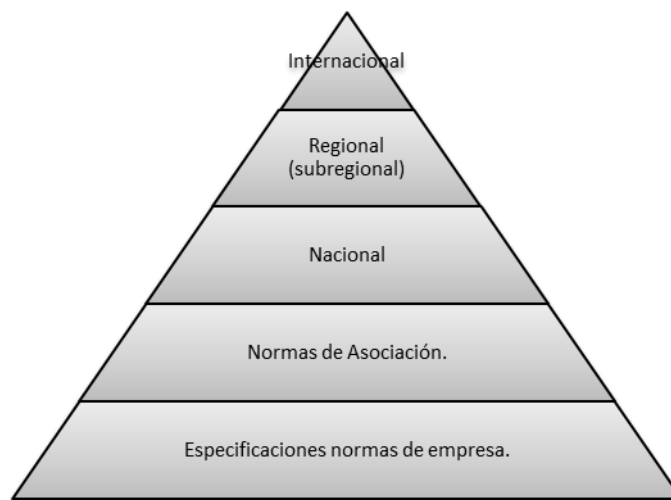 Internacional
Regional
(subregional)
Nacional
Normas de Asociación.
Especificaciones normas de empresa.